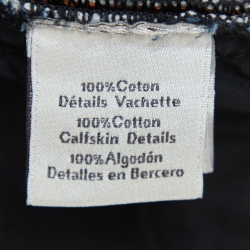 100%Coton
Détails Vachette
100%Cotton
Calfskin Details
100%Algodón
Detalles en Bercero